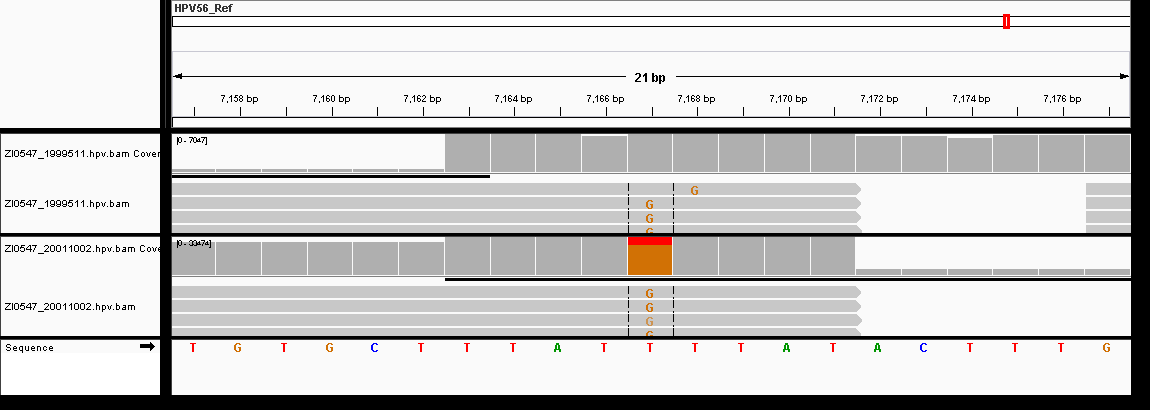 HPV56_Ref
21 bp
7,158 bp 7,160 bp 7,162 bp 7,164 bp 7,166 bp 7,168 bp 7,170 bp 7,172 bp 7,174 bp 7,176 bp
[0 - 7047]
ZI0547_1999511.hpv.bam Cover
G
ZI0547_1999511.hpv.bam
G
G
G
[0 - 33474]
ZI0547_20011002.hpv.bam Cove
G
ZI0547_20011002.hpv.bam
G
G
G
Sequence
T G T G C T T T A T T T T A T A C T T T G